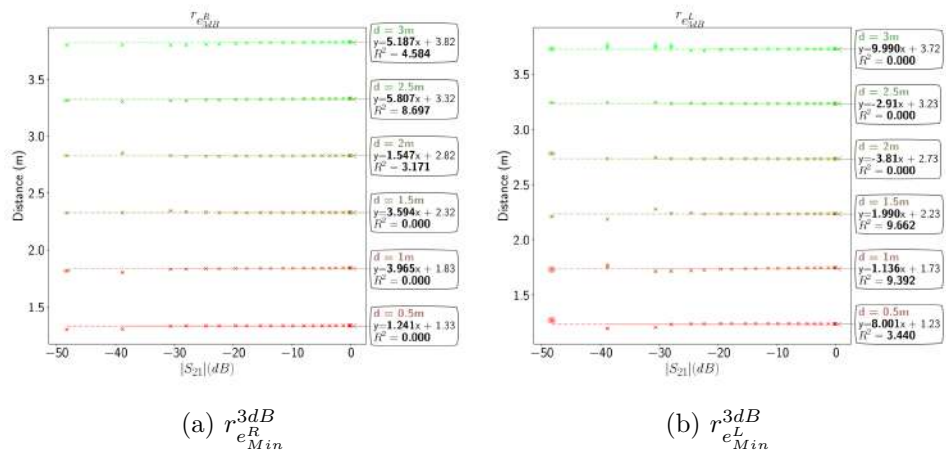 r_{e^R_{3dB}}
Distance (m)
3.5
3.0
2.5
2.0
1.5
−50 −40 −30 −20 −10 0
|S21|(dB)
d = 3m
y=5.187x + 3.82
R² = 4.584
d = 2.5m
y=5.807x + 3.32
R² = 8.697
d = 2m
y=1.547x + 2.82
R² = 3.171
d = 1.5m
y=3.594x + 2.32
R² = 0.000
d = 1m
y=3.965x + 1.83
R² = 0.000
d = 0.5m
y=1.241x + 1.33
R² = 0.000
(a) r^{3dB}_{e^R_{Min}}
r_{e^L_{3dB}}
Distance (m)
3.5
3.0
2.5
2.0
1.5
−50 −40 −30 −20 −10 0
|S21|(dB)
d = 3m
y=9.990x + 3.72
R² = 0.000
d = 2.5m
y=-2.91x + 3.23
R² = 0.000
d = 2m
y=-3.81x + 2.73
R² = 0.000
d = 1.5m
y=1.990x + 2.23
R² = 9.662
d = 1m
y=1.136x + 1.73
R² = 9.392
d = 0.5m
y=8.001x + 1.23
R² = 3.440
(b) r^{3dB}_{e^L_{Min}}